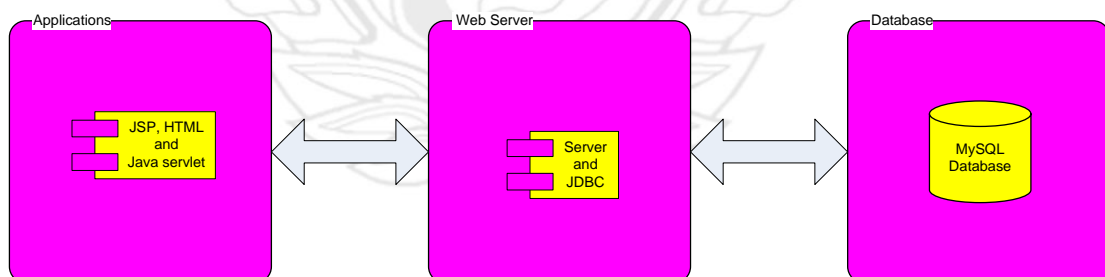 Applications
Web Server
Database
JSP, HTML
and
Java servlet
Server
and
JDBC
MySQL
Database